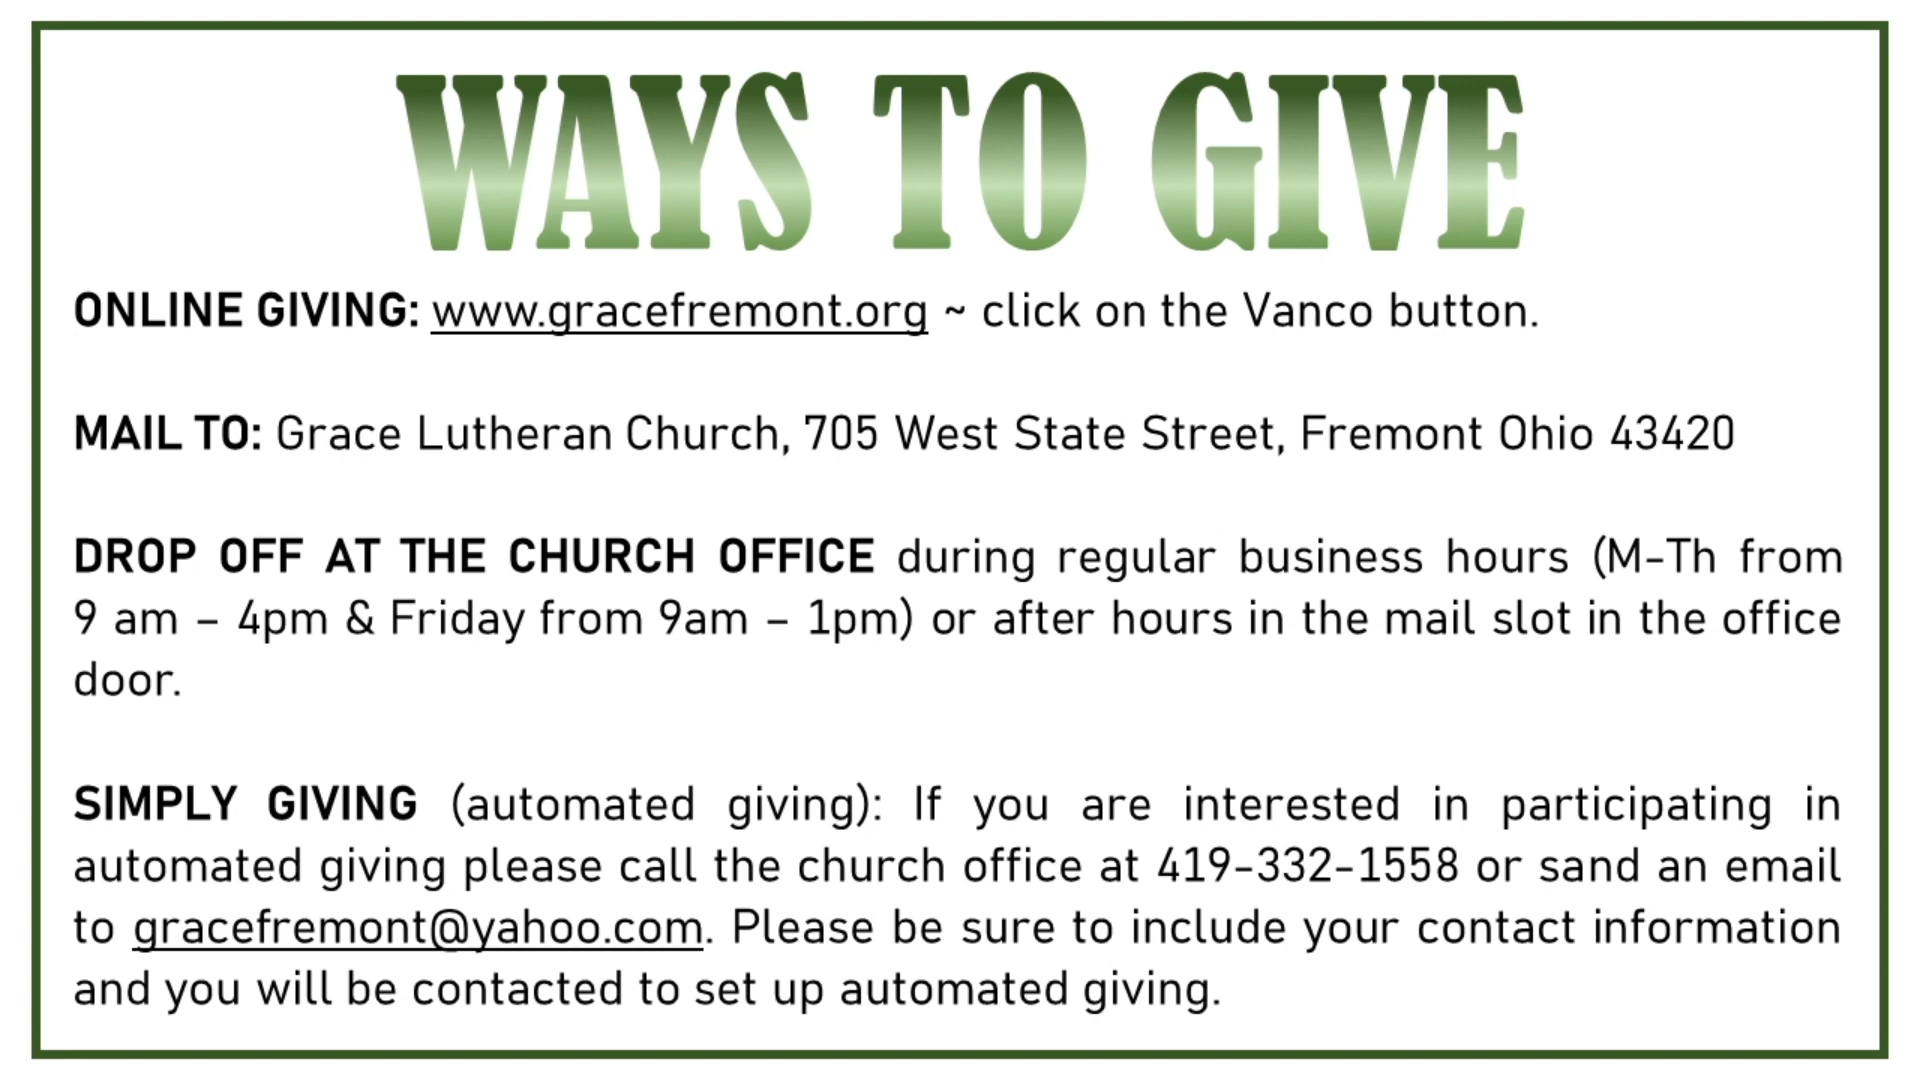 WAYS TO GIVE
ONLINE GIVING: www.gracefremont.org ~ click on the Vanco button.
MAIL TO: Grace Lutheran Church, 705 West State Street, Fremont Ohio 43420
DROP OFF AT THE CHURCH OFFICE during regular business hours (M-Th from
9 am – 4pm & Friday from 9am – 1pm) or after hours in the mail slot in the office
door.
SIMPLY GIVING (automated giving): If you are interested in participating in
automated giving please call the church office at 419-332-1558 or sand an email
to gracefremont@yahoo.com. Please be sure to include your contact information
and you will be contacted to set up automated giving.